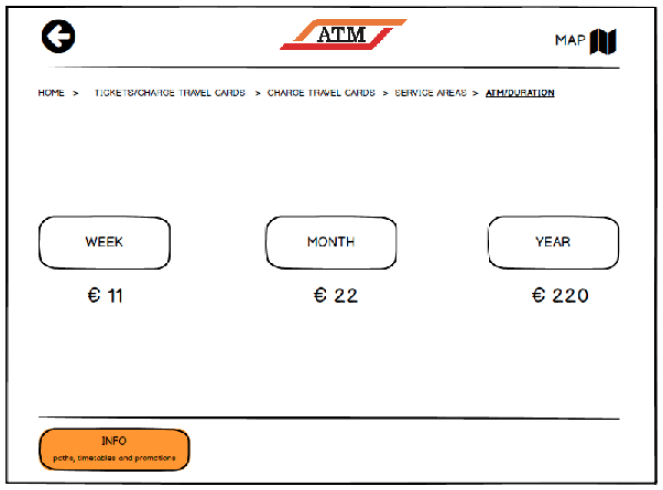 ATM
MAP
HOME > TICKETS/CHARGE TRAVEL CARDS > CHARGE TRAVEL CARDS > SERVICE AREAS > ATM/DURATION
WEEK MONTH YEAR
€ 11 € 22 € 220
INFO
paths, timetables and promotions